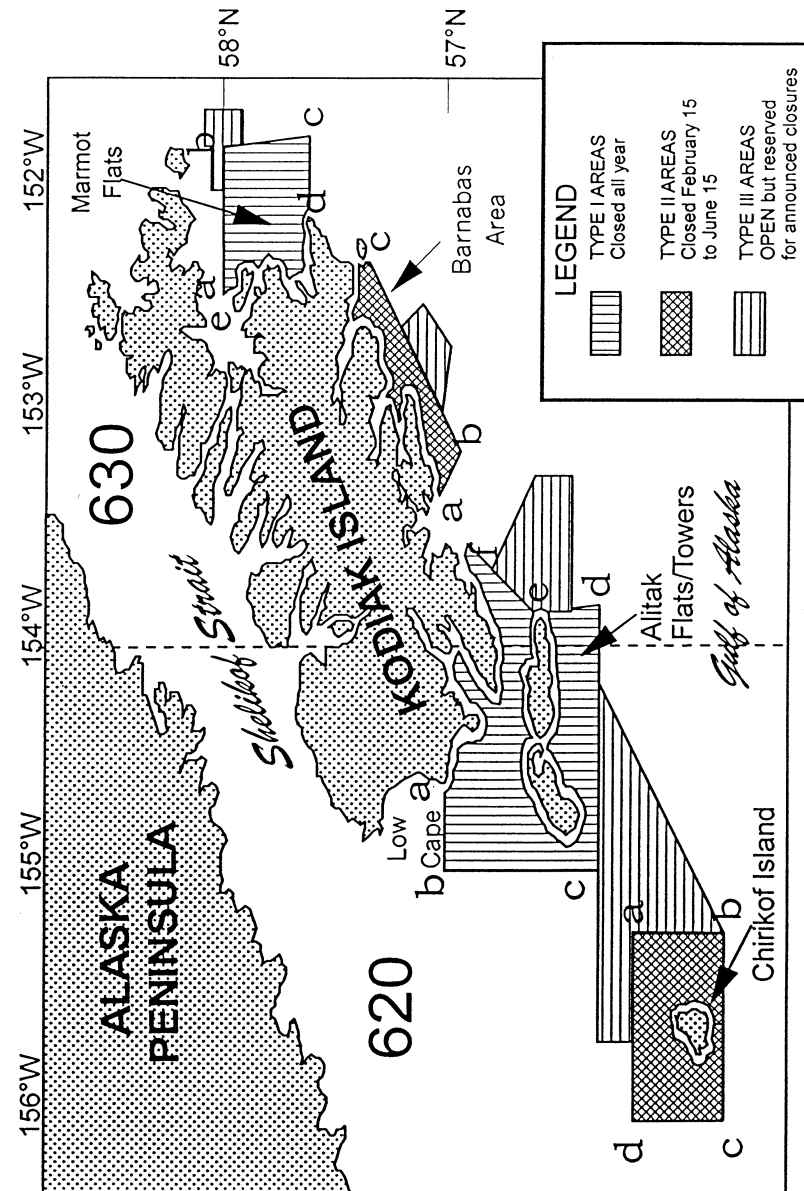 156°W
155°W
154°W
153°W
152°W
58°N
57°N
ALASKA
PENINSULA
630
620
Shelikof Strait
KODIAK ISLAND
Marmot
Flats
a
b
c
d
e
Barnabas
Area
a
b
c
Low
Cape
a
b
c
d
e
f
Alitak
Flats/Towers
Gulf of Alaska
a
b
c
d
Chirikof Island
LEGEND
TYPE I AREAS
Closed all year
TYPE II AREAS
Closed February 15
to June 15
TYPE III AREAS
OPEN but reserved
for announced closures